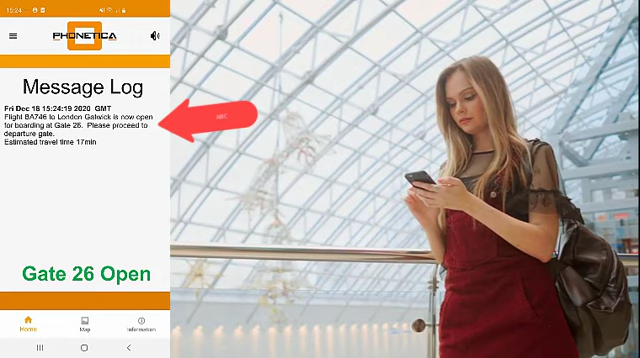 15:24
PHONETICA
Message Log
Fri Dec 18 15:24:19 2020 GMT
Flight BA746 to London Gatwick is now open
for boarding at Gate 26. Please proceed to
departure gate.
Estimated travel time 17min
ABC
Gate 26 Open
Home
Map
Information